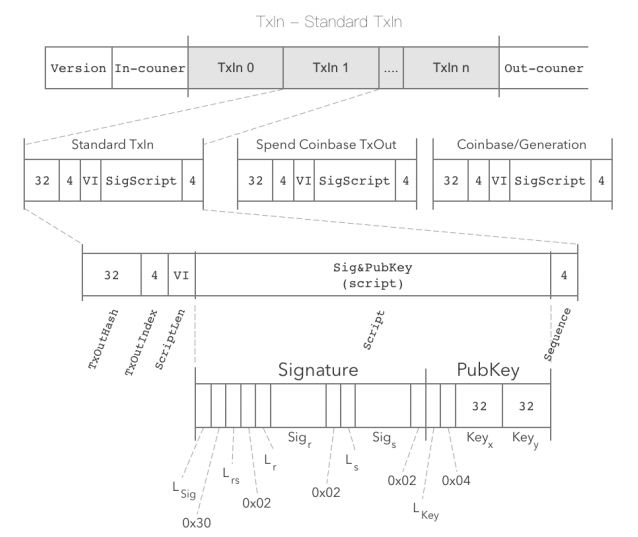 TxIn – Standard TxIn
Version In-couner TxIn 0 TxIn 1 .... TxIn n Out-couner
Standard TxIn Spend Coinbase TxOut Coinbase/Generation
32 4 VI SigScript 4 32 4 VI SigScript 4 32 4 VI SigScript 4
32 4 VI Sig&PubKey 4
(script)
TxOutHash TxOutIndex ScriptLen Script Sequence
Signature PubKey
32 32
Sigr Sigs Keyx Keyy
LSig Lrs Lr Ls
0x30 0x02 0x02 0x02 LKey 0x04